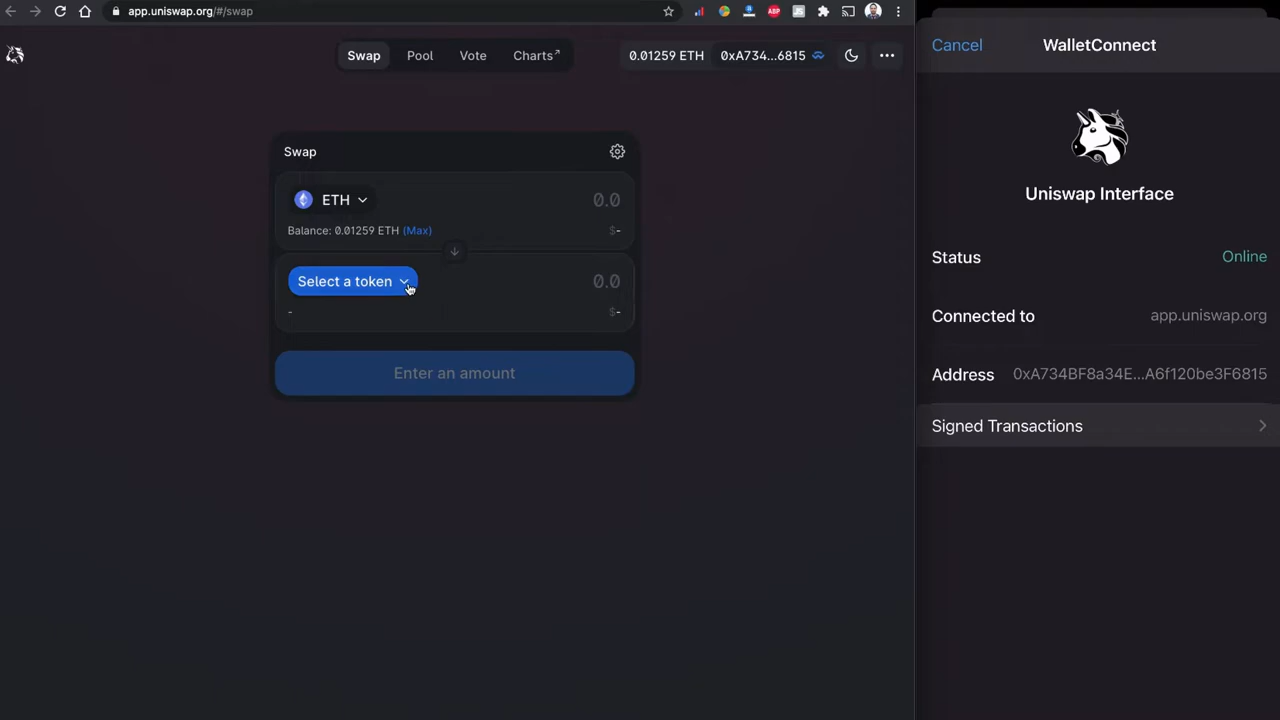 app.uniswap.org/#/swap
ABP
Swap
Pool
Vote
Charts↗
0.01259 ETH
0xA734...6815
Swap
ETH
0.0
Balance: 0.01259 ETH (Max)
$-
Select a token
0.0
-
$-
Enter an amount
Cancel
WalletConnect
Uniswap Interface
Status
Online
Connected to
app.uniswap.org
Address
0xA734BF8a34E...A6f120be3F6815
Signed Transactions